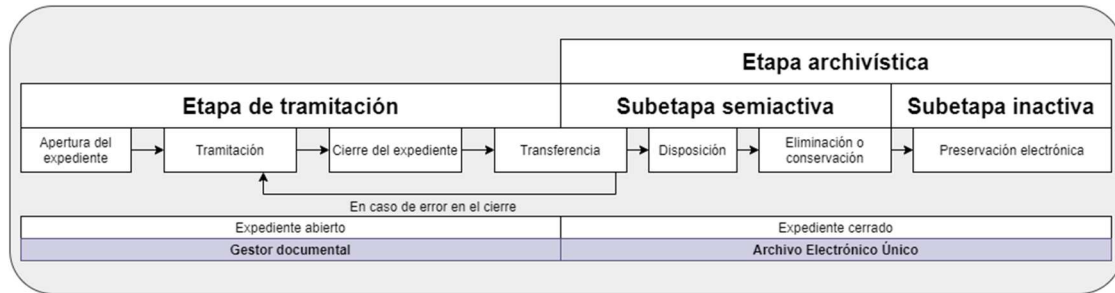 Etapa archivística
Etapa de tramitación
Subetapa semiactiva
Subetapa inactiva
Apertura del
expediente
Tramitación
Cierre del expediente
Transferencia
Disposición
Eliminación o
conservación
Preservación electrónica
En caso de error en el cierre
Expediente abierto
Expediente cerrado
Gestor documental
Archivo Electrónico Único